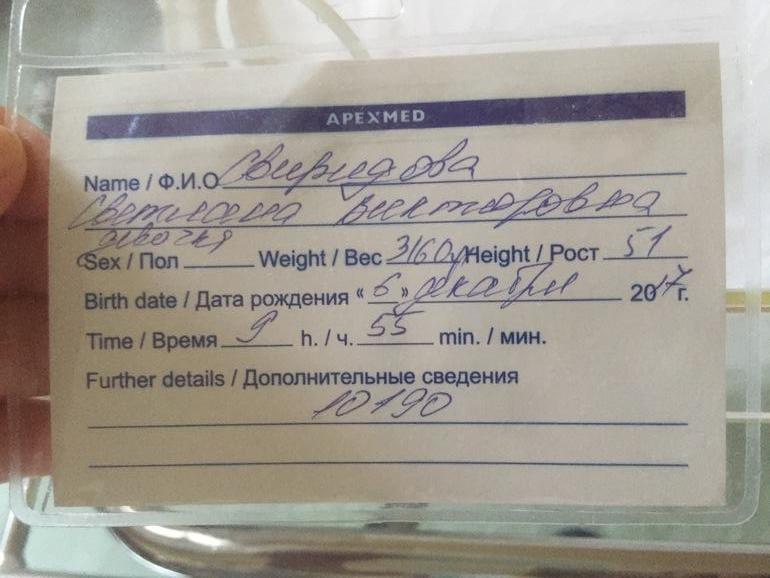 APEXMED
Name / Ф.И.О Свиридова
Светлана Викторовна
девочка
Sex / Пол Weight / Вес 3160 Height / Рост 51
Birth date / Дата рождения « 6 » декабря 2017 г.
Time / Время 9 h. / ч. 55 min. / мин.
Further details / Дополнительные сведения
10190